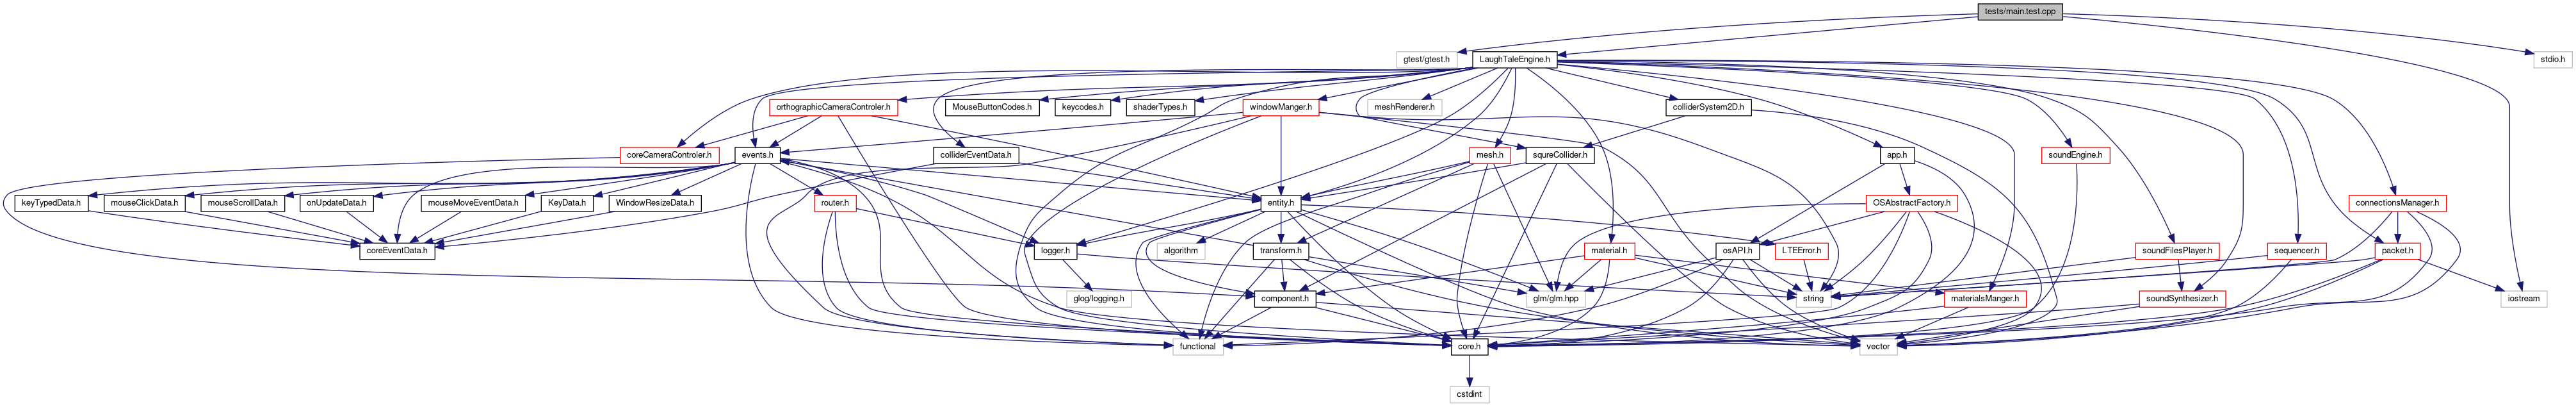 tests/main.test.cpp
gtest/gtest.h
LaughTaleEngine.h
stdio.h
orthographicCameraControler.h
MouseButtonCodes.h
keycodes.h
shaderTypes.h
windowManger.h
meshRenderer.h
colliderSystem2D.h
coreCameraControler.h
events.h
colliderEventData.h
mesh.h
squreCollider.h
app.h
soundEngine.h
keyTypedData.h
mouseClickData.h
mouseScrollData.h
onUpdateData.h
mouseMoveEventData.h
KeyData.h
WindowResizeData.h
router.h
entity.h
OSAbstractFactory.h
connectionsManager.h
coreEventData.h
logger.h
algorithm
transform.h
material.h
osAPI.h
LTEError.h
soundFilesPlayer.h
sequencer.h
packet.h
glog/logging.h
component.h
glm/glm.hpp
string
materialsManger.h
soundSynthesizer.h
iostream
functional
core.h
vector
cstdint